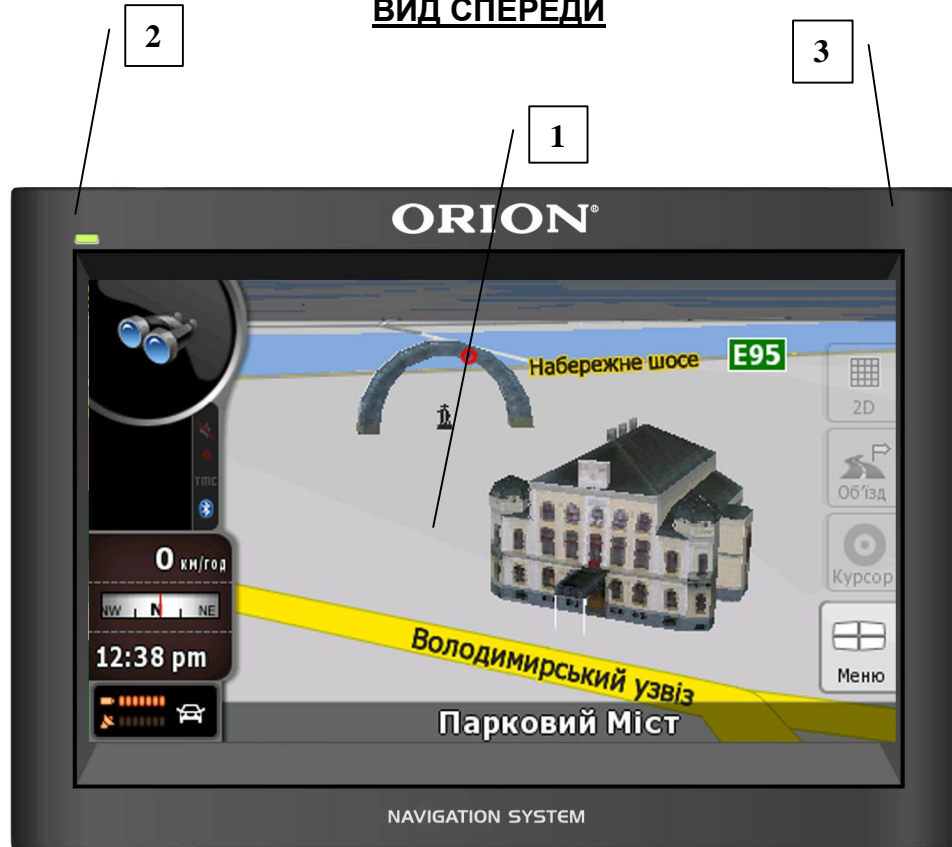 ВИД СПЕРЕДИ
2
3
1
ORION®
Набережне шосе
E95
2D
TMC
Об'їзд
0 км/год
Курсор
NW N NE
12:38 pm
Володимирський узвіз
Меню
Парковий Міст
NAVIGATION SYSTEM